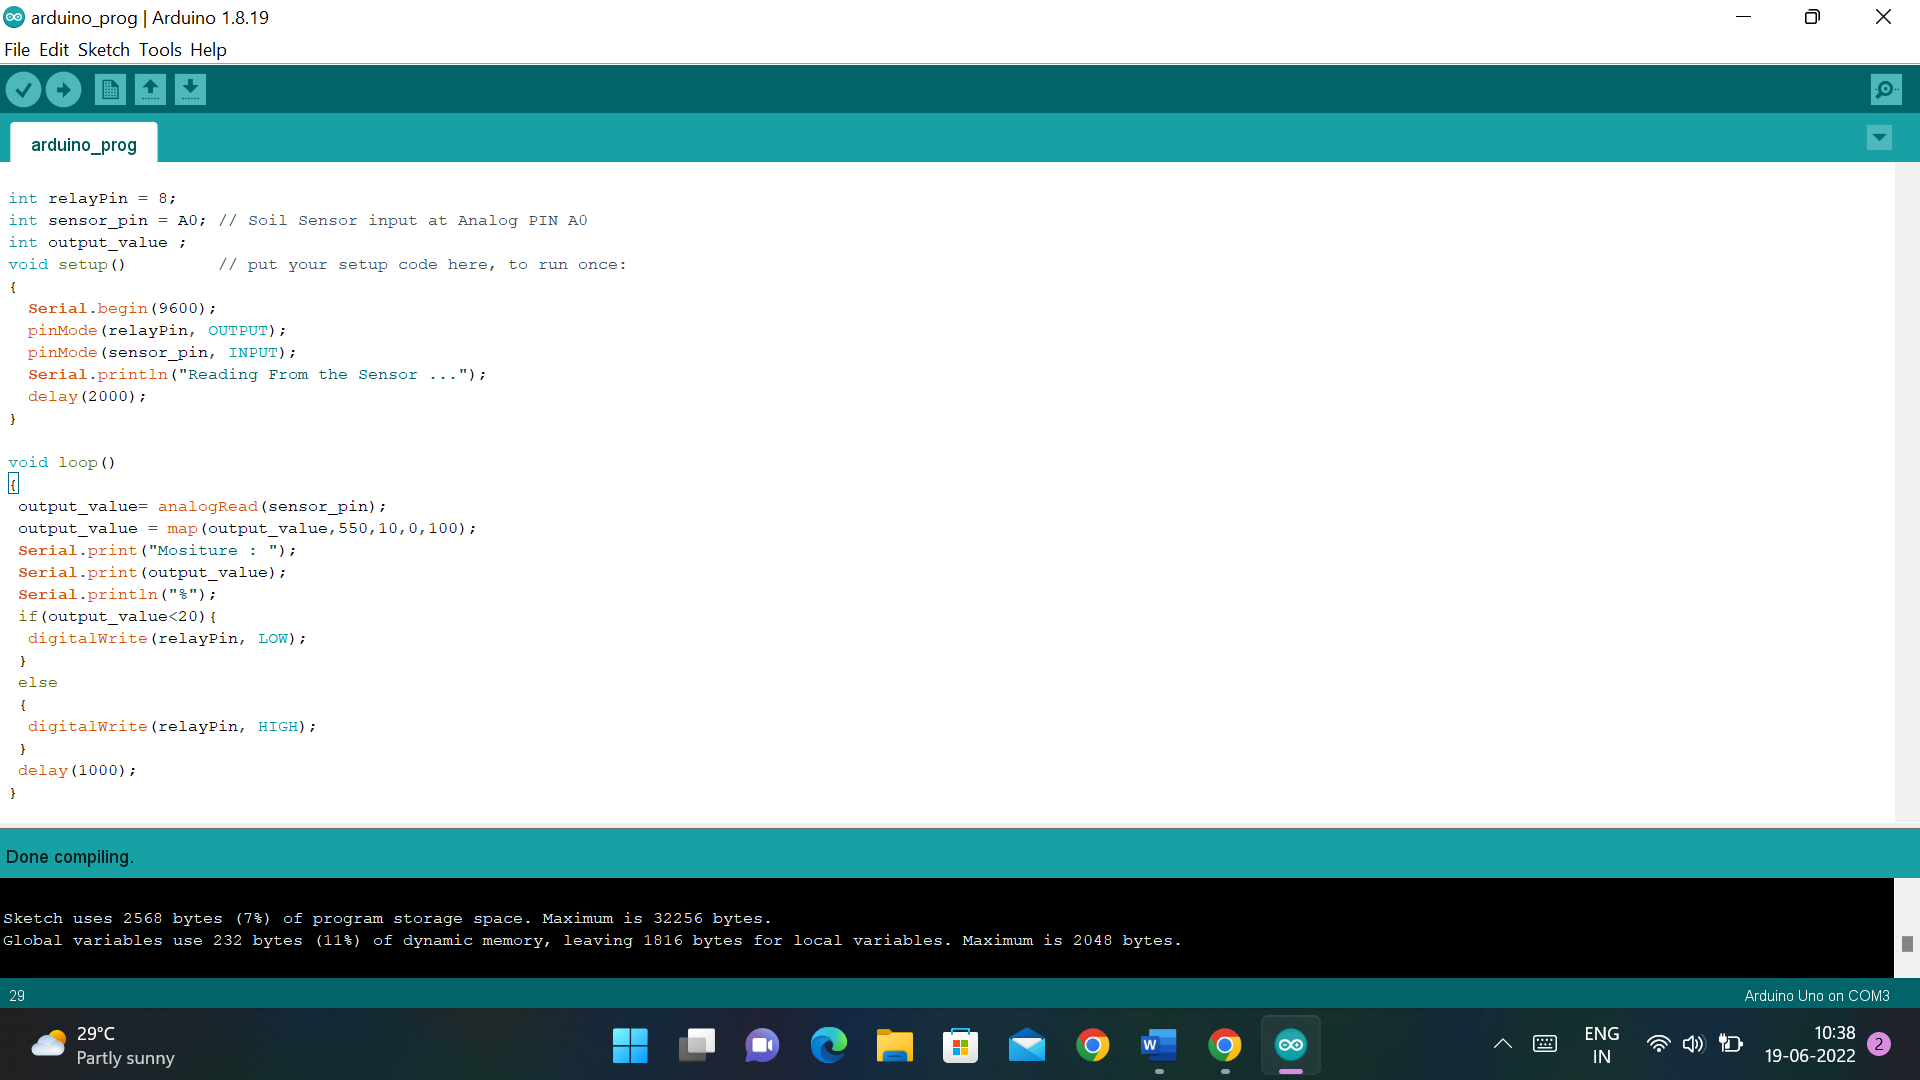 arduino_prog | Arduino 1.8.19
File Edit Sketch Tools Help
arduino_prog
int relayPin = 8;
int sensor_pin = A0; // Soil Sensor input at Analog PIN A0
int output_value ;
void setup()         // put your setup code here, to run once:
{
  Serial.begin(9600);
  pinMode(relayPin, OUTPUT);
  pinMode(sensor_pin, INPUT);
  Serial.println("Reading From the Sensor ...");
  delay(2000);
}
void loop()
{
 output_value= analogRead(sensor_pin);
 output_value = map(output_value,550,10,0,100);
 Serial.print("Mositure : ");
 Serial.print(output_value);
 Serial.println("%");
 if(output_value<20){
  digitalWrite(relayPin, LOW);
 }
 else
 {
  digitalWrite(relayPin, HIGH);
 }
 delay(1000);
}
Done compiling.
Sketch uses 2568 bytes (7%) of program storage space. Maximum is 32256 bytes.
Global variables use 232 bytes (11%) of dynamic memory, leaving 1816 bytes for local variables. Maximum is 2048 bytes.
29
Arduino Uno on COM3
29°C
Partly sunny
W
ENG
IN
10:38
19-06-2022
2